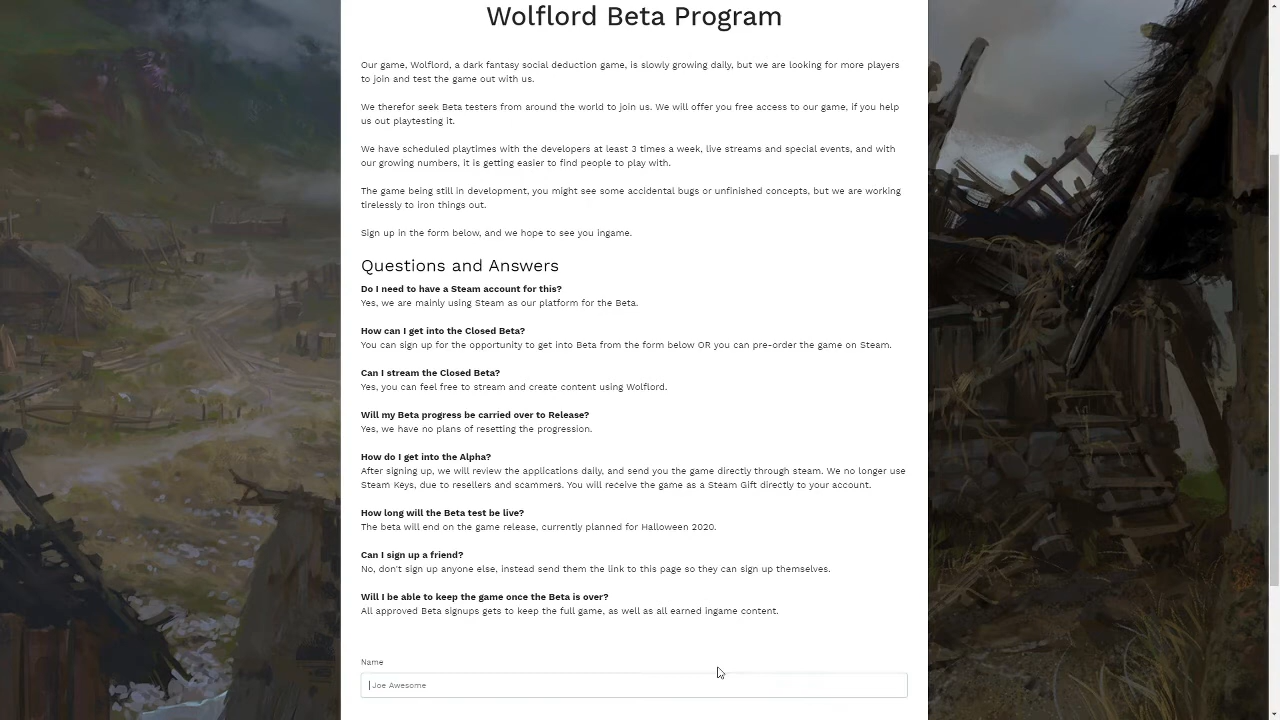 Wolflord Beta Program
Our game, Wolflord, a dark fantasy social deduction game, is slowly growing daily, but we are looking for more players
to join and test the game out with us.
We therefor seek Beta testers from around the world to join us. We will offer you free access to our game, if you help
us out playtesting it.
We have scheduled playtimes with the developers at least 3 times a week, live streams and special events, and with
our growing numbers, it is getting easier to find people to play with.
The game being still in development, you might see some accidental bugs or unfinished concepts, but we are working
tirelessly to iron things out.
Sign up in the form below, and we hope to see you ingame.
Questions and Answers
Do I need to have a Steam account for this?
Yes, we are mainly using Steam as our platform for the Beta.
How can I get into the Closed Beta?
You can sign up for the opportunity to get into Beta from the form below OR you can pre-order the game on Steam.
Can I stream the Closed Beta?
Yes, you can feel free to stream and create content using Wolflord.
Will my Beta progress be carried over to Release?
Yes, we have no plans of resetting the progression.
How do I get into the Alpha?
After signing up, we will review the applications daily, and send you the game directly through steam. We no longer use
Steam Keys, due to resellers and scammers. You will receive the game as a Steam Gift directly to your account.
How long will the Beta test be live?
The beta will end on the game release, currently planned for Halloween 2020.
Can I sign up a friend?
No, don't sign up anyone else, instead send them the link to this page so they can sign up themselves.
Will I be able to keep the game once the Beta is over?
All approved Beta signups gets to keep the full game, as well as all earned ingame content.
Name
Joe Awesome